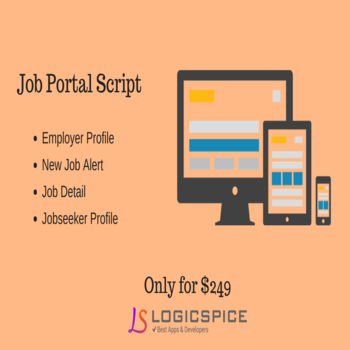 Job Portal Script
Employer Profile
New Job Alert
Job Detail
Jobseeker Profile
Only for $249
LS LOGICSPICE
Best Apps & Developers